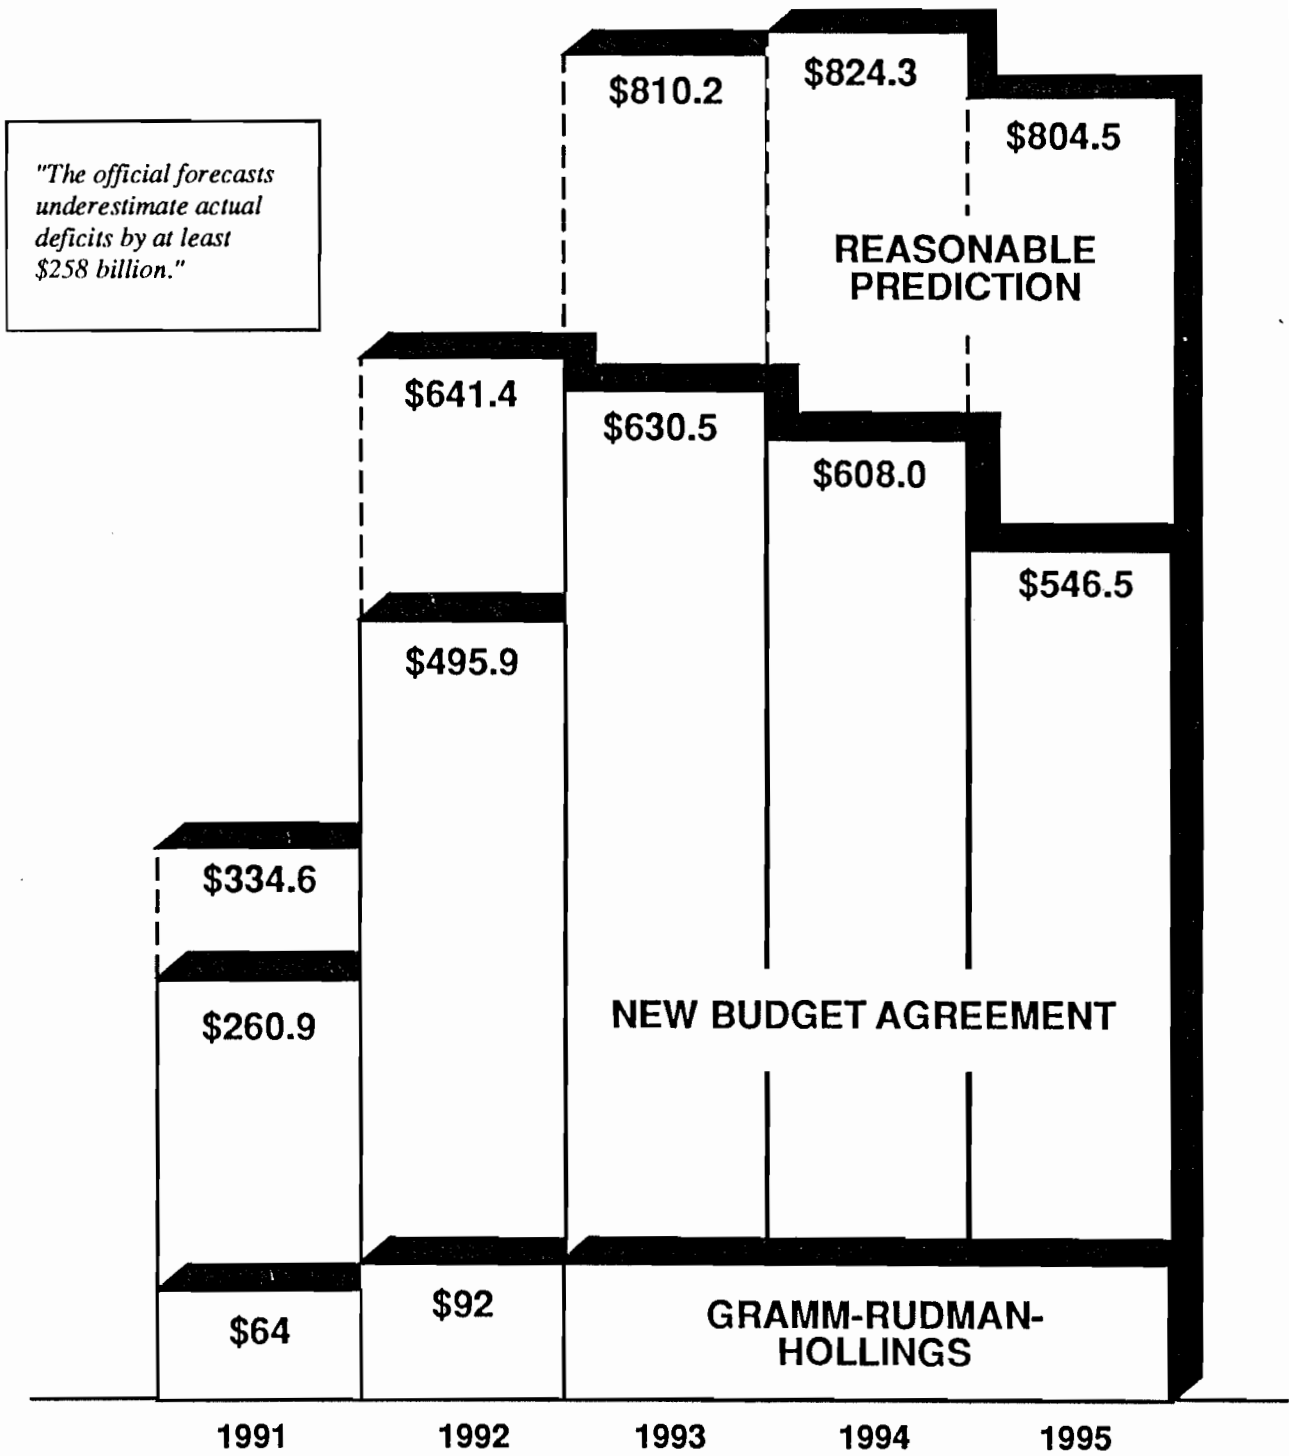 $824.3
$810.2
$804.5
"The official forecasts
underestimate actual
deficits by at least
$258 billion."
REASONABLE
PREDICTION
$641.4
$630.5
$608.0
$546.5
$495.9
$334.6
$260.9
NEW BUDGET AGREEMENT
$64
$92
GRAMM-RUDMAN-
HOLLINGS
1991 1992 1993 1994 1995